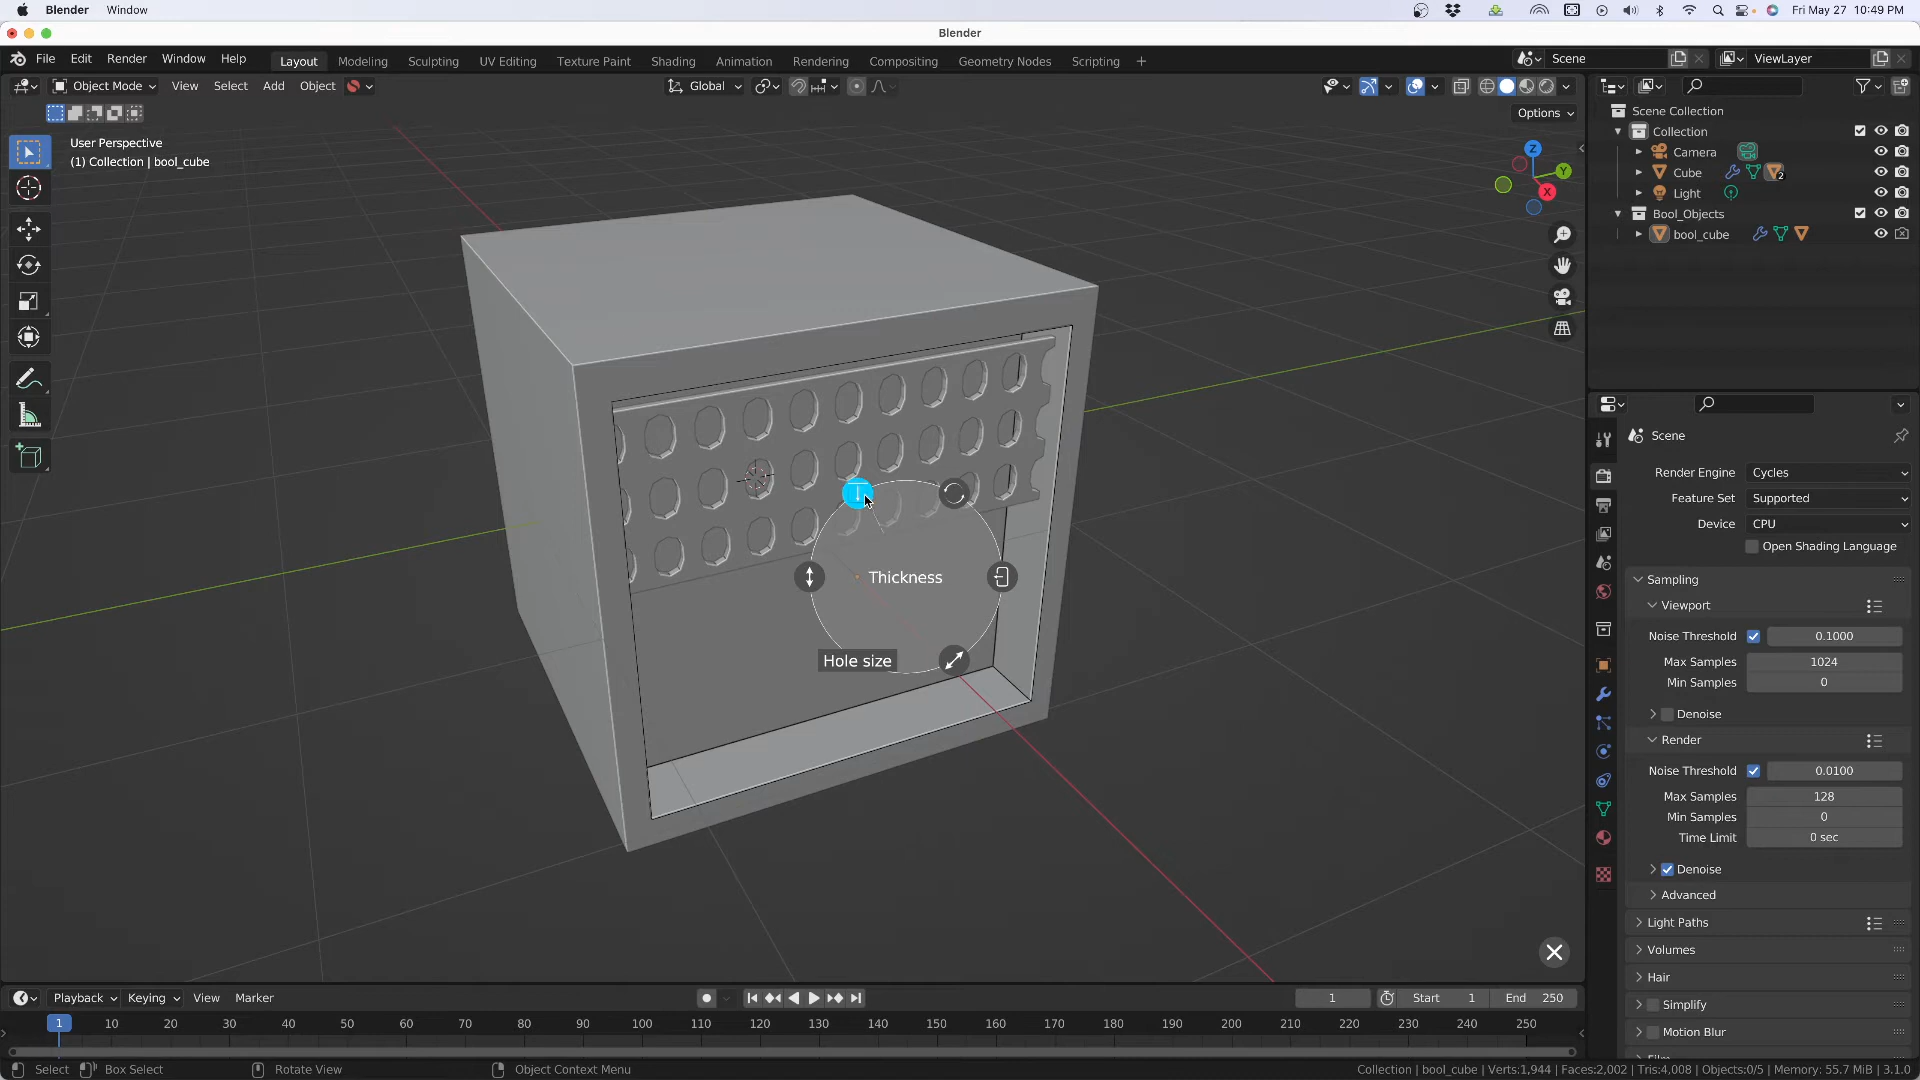 Blender Window Fri May 27 10:49 PM
Blender
File Edit Render Window Help Layout Modeling Sculpting UV Editing Texture Paint Shading Animation Rendering Compositing Geometry Nodes Scripting + Scene ViewLayer
Object Mode View Select Add Object Global
Options
User Perspective
(1) Collection | bool_cube
Z
Y
X
Scene Collection
Collection
Camera
Cube 2
Light
Bool_Objects
bool_cube
Thickness
Hole size
Scene
Render Engine Cycles
Feature Set Supported
Device CPU
Open Shading Language
Sampling
Viewport
Noise Threshold 0.1000
Max Samples 1024
Min Samples 0
Denoise
Render
Noise Threshold 0.0100
Max Samples 128
Min Samples 0
Time Limit 0 sec
Denoise
Advanced
Light Paths
Volumes
Hair
Simplify
Motion Blur
Film
Playback Keying View Marker 1 Start 1 End 250
1 10 20 30 40 50 60 70 80 90 100 110 120 130 140 150 160 170 180 190 200 210 220 230 240 250
Select Box Select Rotate View Object Context Menu Collection | bool_cube | Verts:1,944 | Faces:2,002 | Tris:4,008 | Objects:0/5 | Memory: 55.7 MiB | 3.1.0